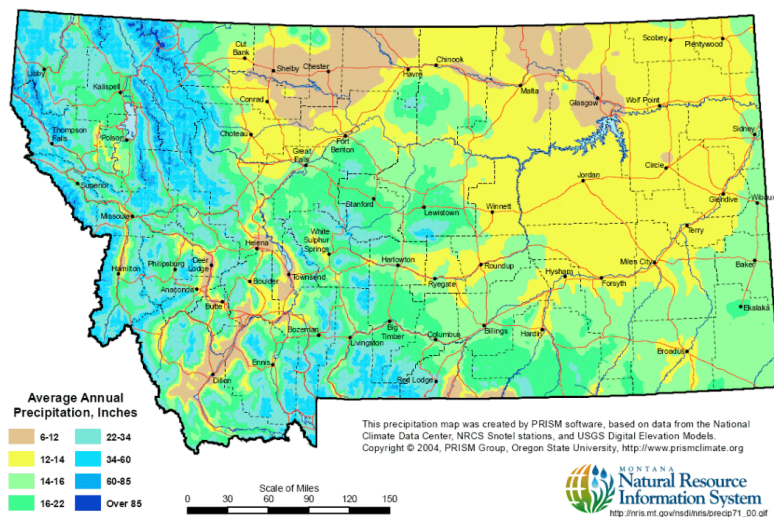 Scobey
Plentywood
Cut
Bank
Chinook
Shelby
Chester
Havre
Libby
Kalispell
Malta
Glasgow
Wolf Point
Conrad
Thompson
Falls
Polson
Choteau
Fort
Benton
Sidney
Great
Falls
Circle
Jordan
Superior
Stanford
Lewistown
Winnett
Glendive
Wibaux
Missoula
Terry
White
Sulphur
Springs
Helena
Deer
Lodge
Philipsburg
Hamilton
Townsend
Harlowton
Roundup
Miles City
Baker
Boulder
Anaconda
Ryegate
Hysham
Forsyth
Butte
Ekalaka
Big
Timber
Bozeman
Livingston
Columbus
Billings
Hardin
Broadus
Ennis
Dillon
Red Lodge
Average Annual
Precipitation, Inches
6-12
22-34
12-14
34-60
14-16
60-85
16-22
Over 85
Scale of Miles
0 30 60 90 120 150
This precipitation map was created by PRISM software, based on data from the National
Climate Data Center, NRCS Snotel stations, and USGS Digital Elevation Models.
Copyright © 2004, PRISM Group, Oregon State University, http://www.prismclimate.org
MONTANA
Natural Resource
Information System
http://nris.mt.gov/nsdi/nris/precip71_00.gif